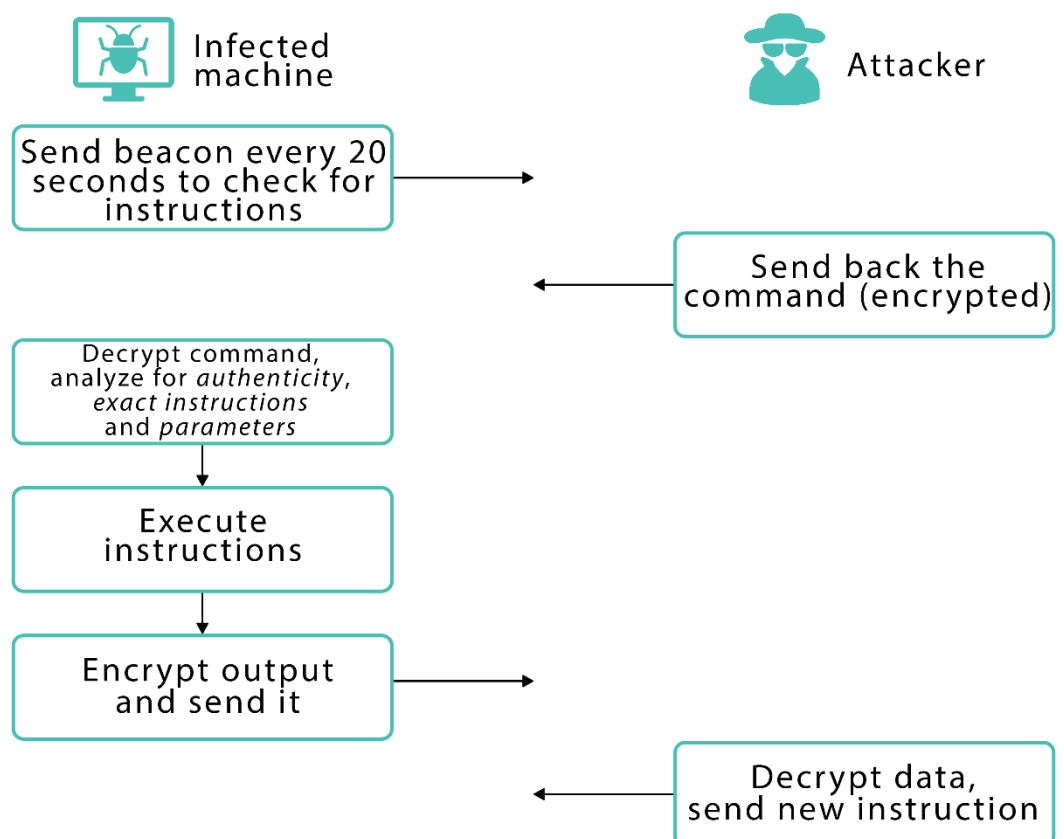 Infected
machine
Attacker
Send beacon every 20
seconds to check for
instructions
Send back the
command (encrypted)
Decrypt command,
analyze for authenticity,
exact instructions
and parameters
Execute
instructions
Encrypt output
and send it
Decrypt data,
send new instruction